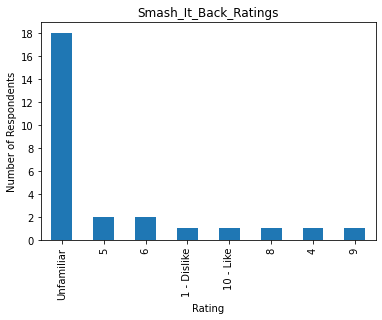 Smash_It_Back_Ratings
Number of Respondents
18
16
14
12
10
8
6
4
2
0
Unfamiliar
5
6
1 - Dislike
10 - Like
8
4
9
Rating